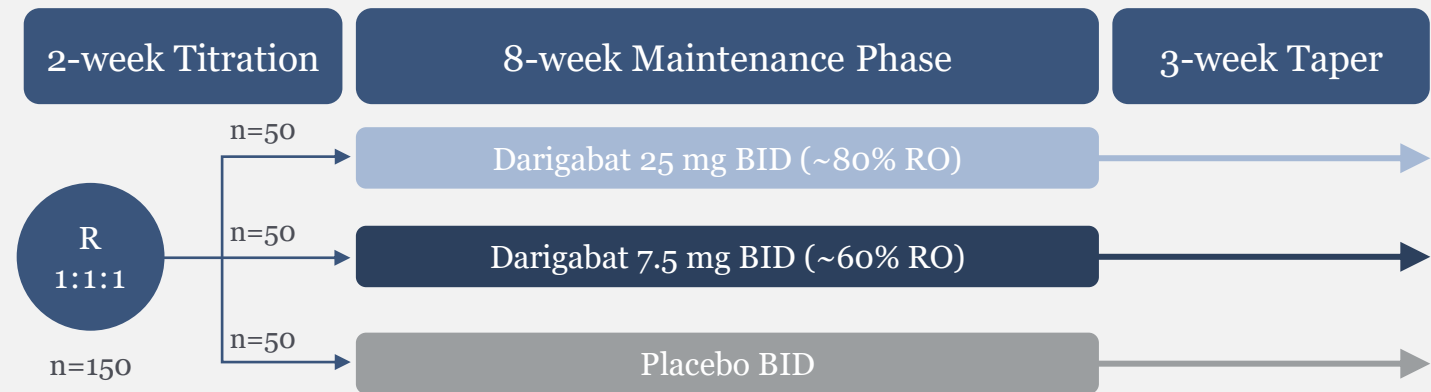 2-week Titration
8-week Maintenance Phase
3-week Taper
n=50
Darigabat 25 mg BID (~80% RO)
R
1:1:1
n=150
n=50
Darigabat 7.5 mg BID (~60% RO)
n=50
Placebo BID